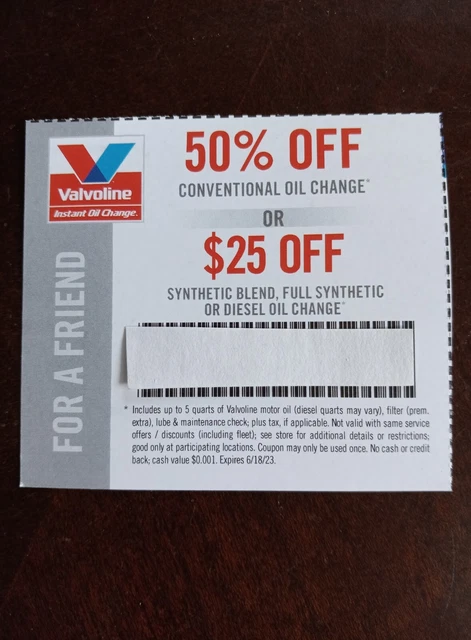 Valvoline
Instant Oil Change.
FOR A FRIEND
50% OFF
CONVENTIONAL OIL CHANGE*
OR
$25 OFF
SYNTHETIC BLEND, FULL SYNTHETIC
OR DIESEL OIL CHANGE*
* Includes up to 5 quarts of Valvoline motor oil (diesel quarts may vary), filter (prem.
extra), lube & maintenance check; plus tax, if applicable. Not valid with same service
offers / discounts (including fleet); see store for additional details or restrictions;
good only at participating locations. Coupon may only be used once. No cash or credit
back; cash value $0.001. Expires 6/18/23.